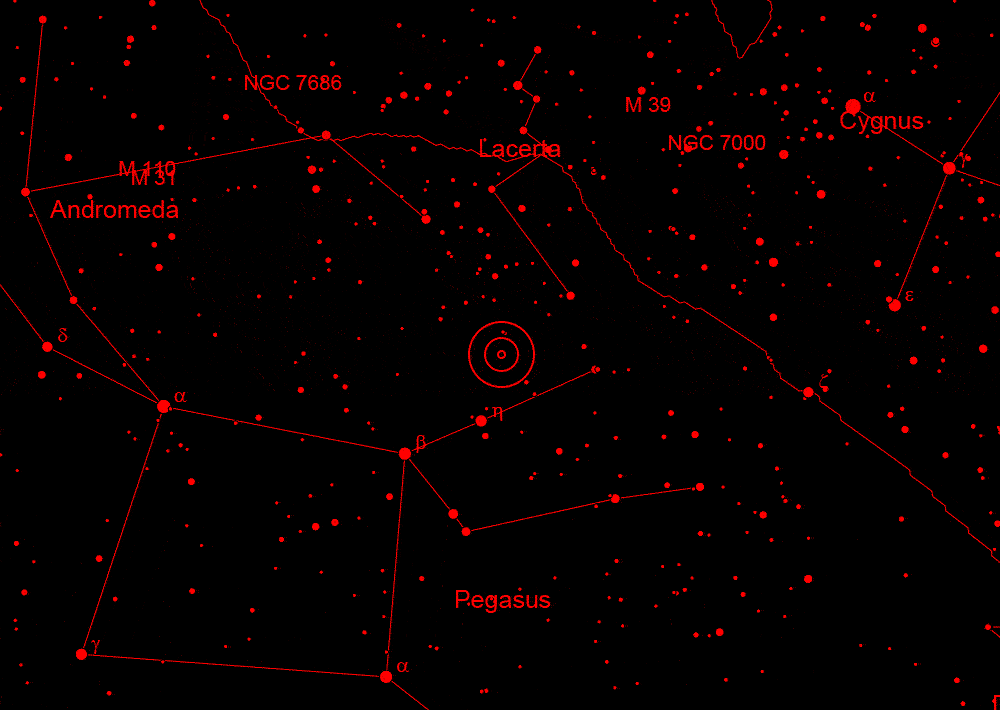 NGC 7686
α
M 39
Cygnus
NGC 7000
Lacerta
γ
M 110
M 31
Andromeda
ε
δ
ζ
α
η
β
Pegasus
γ
α